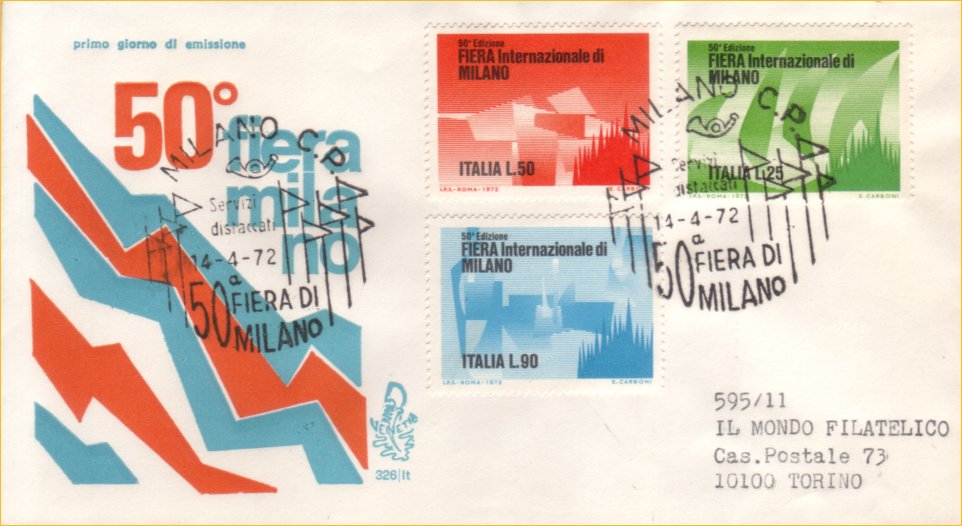 primo giorno di emissione
50°
fiera
mila
no
MILANO C.P.
Servizi
distaccati
14-4-72
50ª FIERA DI
MILANO
326|It
50ª Edizione
FIERA Internazionale di
MILANO
ITALIA L.50
I.P.S.-ROMA-1972
E. CARBONI
50ª Edizione
FIERA Internazionale di
MILANO
ITALIA L.25
I.P.S.-ROMA-1972
E. CARBONI
50ª Edizione
FIERA Internazionale di
MILANO
ITALIA L.90
I.P.S.-ROMA-1972
E. CARBONI
MILANO C.P.
Servizi
distaccati
14-4-72
50ª FIERA DI
MILANO
595/11
IL MONDO FILATELICO
Cas.Postale 73
10100 TORINO